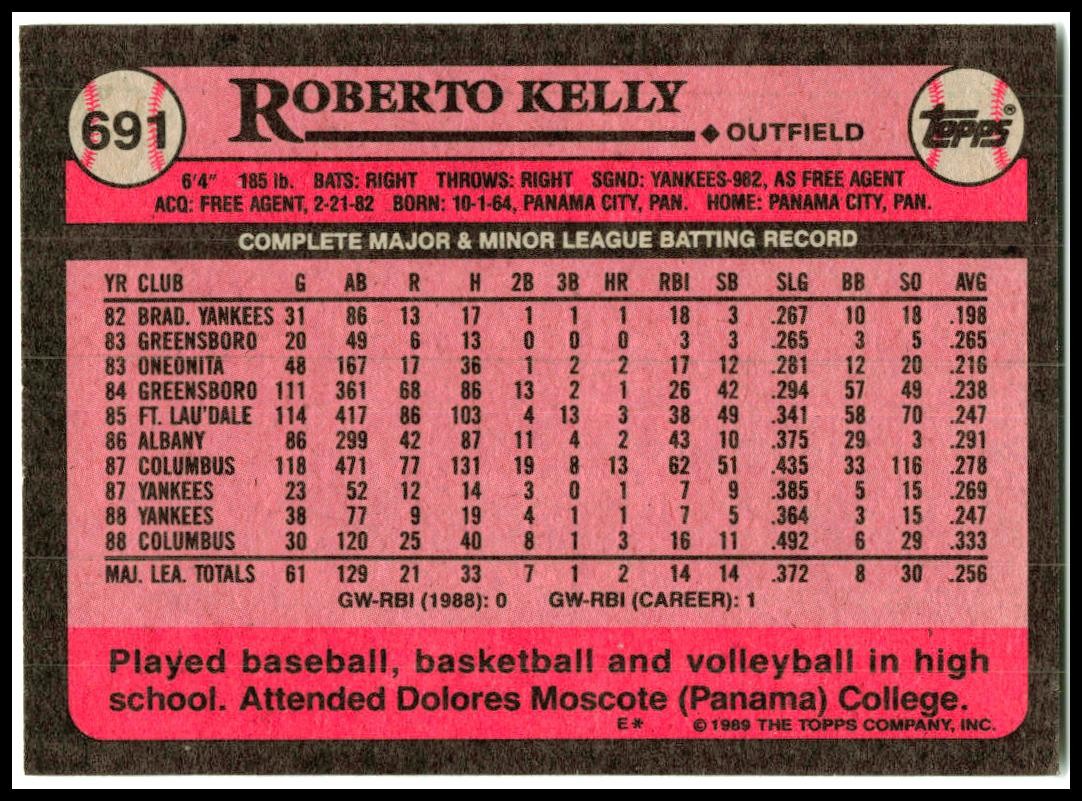 691
ROBERTO KELLY
◆ OUTFIELD
topps®
6'4" 185 lb. BATS: RIGHT THROWS: RIGHT SGND: YANKEES-982, AS FREE AGENT
ACQ: FREE AGENT, 2-21-82 BORN: 10-1-64, PANAMA CITY, PAN. HOME: PANAMA CITY, PAN.
COMPLETE MAJOR & MINOR LEAGUE BATTING RECORD
YR CLUB G AB R H 2B 3B HR RBI SB SLG BB SO AVG
82 BRAD. YANKEES 31 86 13 17 1 1 1 18 3 .267 10 18 .198
83 GREENSBORO 20 49 6 13 0 0 0 3 3 .265 3 5 .265
83 ONEONITA 48 167 17 36 1 2 2 17 12 .281 12 20 .216
84 GREENSBORO 111 361 68 86 13 2 1 26 42 .294 57 49 .238
85 FT. LAU'DALE 114 417 86 103 4 13 3 38 49 .341 58 70 .247
86 ALBANY 86 299 42 87 11 4 2 43 10 .375 29 3 .291
87 COLUMBUS 118 471 77 131 19 8 13 62 51 .435 33 116 .278
87 YANKEES 23 52 12 14 3 0 1 7 9 .385 5 15 .269
88 YANKEES 38 77 9 19 4 1 1 7 5 .364 3 15 .247
88 COLUMBUS 30 120 25 40 8 1 3 16 11 .492 6 29 .333
MAJ. LEA. TOTALS 61 129 21 33 7 1 2 14 14 .372 8 30 .256
GW-RBI (1988): 0 GW-RBI (CAREER): 1
Played baseball, basketball and volleyball in high
school. Attended Dolores Moscote (Panama) College.
E* © 1989 THE TOPPS COMPANY, INC.